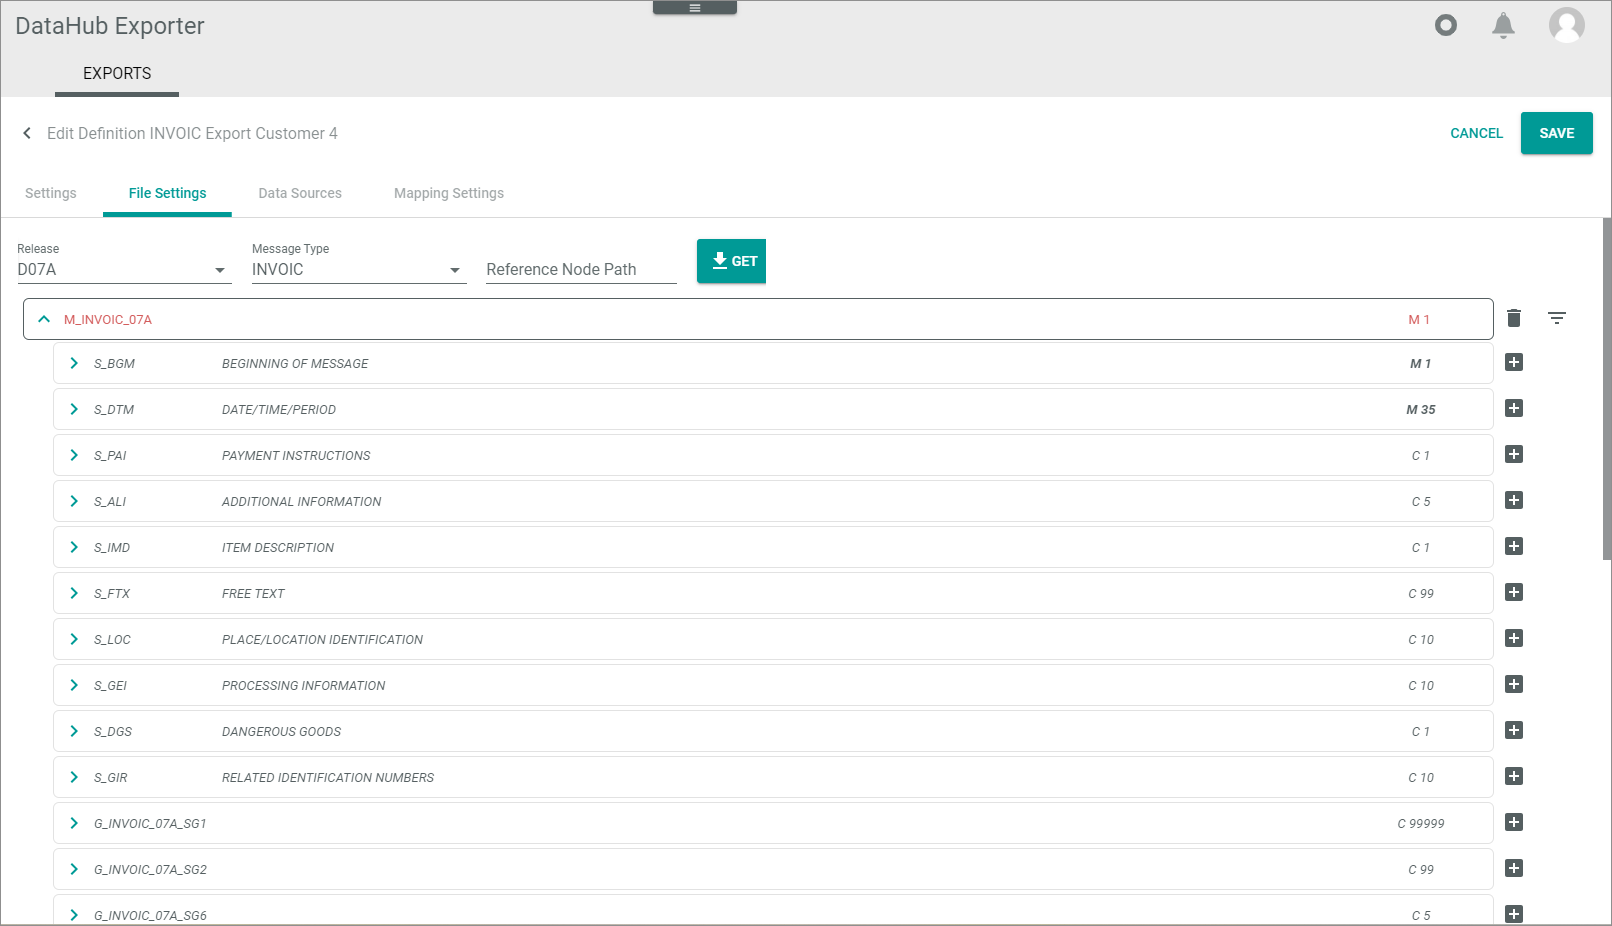 DataHub Exporter
EXPORTS
Edit Definition INVOIC Export Customer 4
CANCEL
SAVE
Settings
File Settings
Data Sources
Mapping Settings
Release
Message Type
D07A
INVOIC
Reference Node Path
GET
M_INVOIC_07A M 1
S_BGM BEGINNING OF MESSAGE M 1
S_DTM DATE/TIME/PERIOD M 35
S_PAI PAYMENT INSTRUCTIONS C 1
S_ALI ADDITIONAL INFORMATION C 5
S_IMD ITEM DESCRIPTION C 1
S_FTX FREE TEXT C 99
S_LOC PLACE/LOCATION IDENTIFICATION C 10
S_GEI PROCESSING INFORMATION C 10
S_DGS DANGEROUS GOODS C 1
S_GIR RELATED IDENTIFICATION NUMBERS C 10
G_INVOIC_07A_SG1 C 99999
G_INVOIC_07A_SG2 C 99
G_INVOIC_07A_SG6 C 5